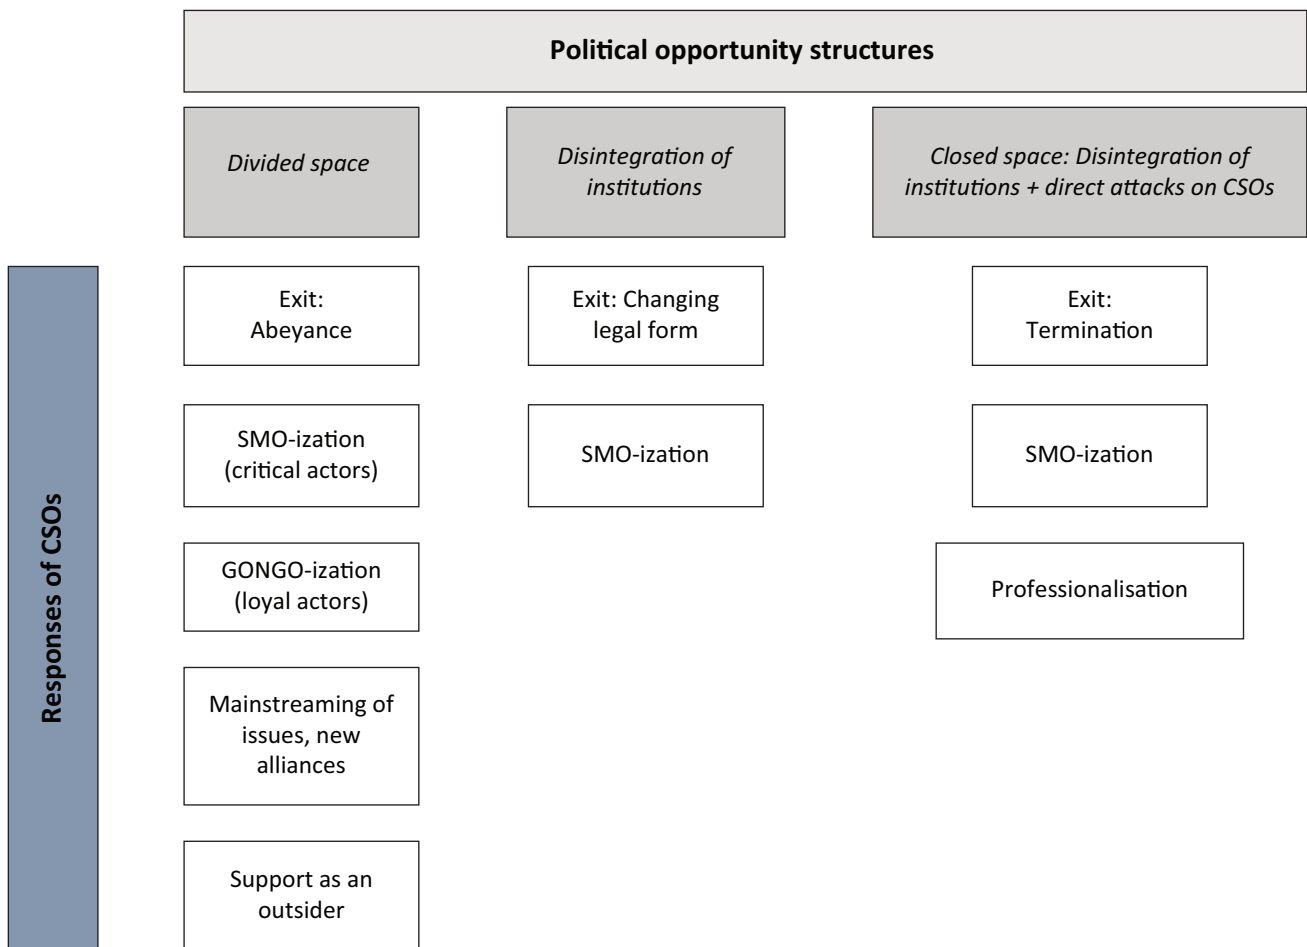 Political opportunity structures
Divided space
Disintegration of
institutions
Closed space: Disintegration of
institutions + direct attacks on CSOs
Responses of CSOs
Exit:
Abeyance
Exit: Changing
legal form
Exit:
Termination
SMO-ization
(critical actors)
SMO-ization
SMO-ization
GONGO-ization
(loyal actors)
Professionalisation
Mainstreaming of
issues, new
alliances
Support as an
outsider